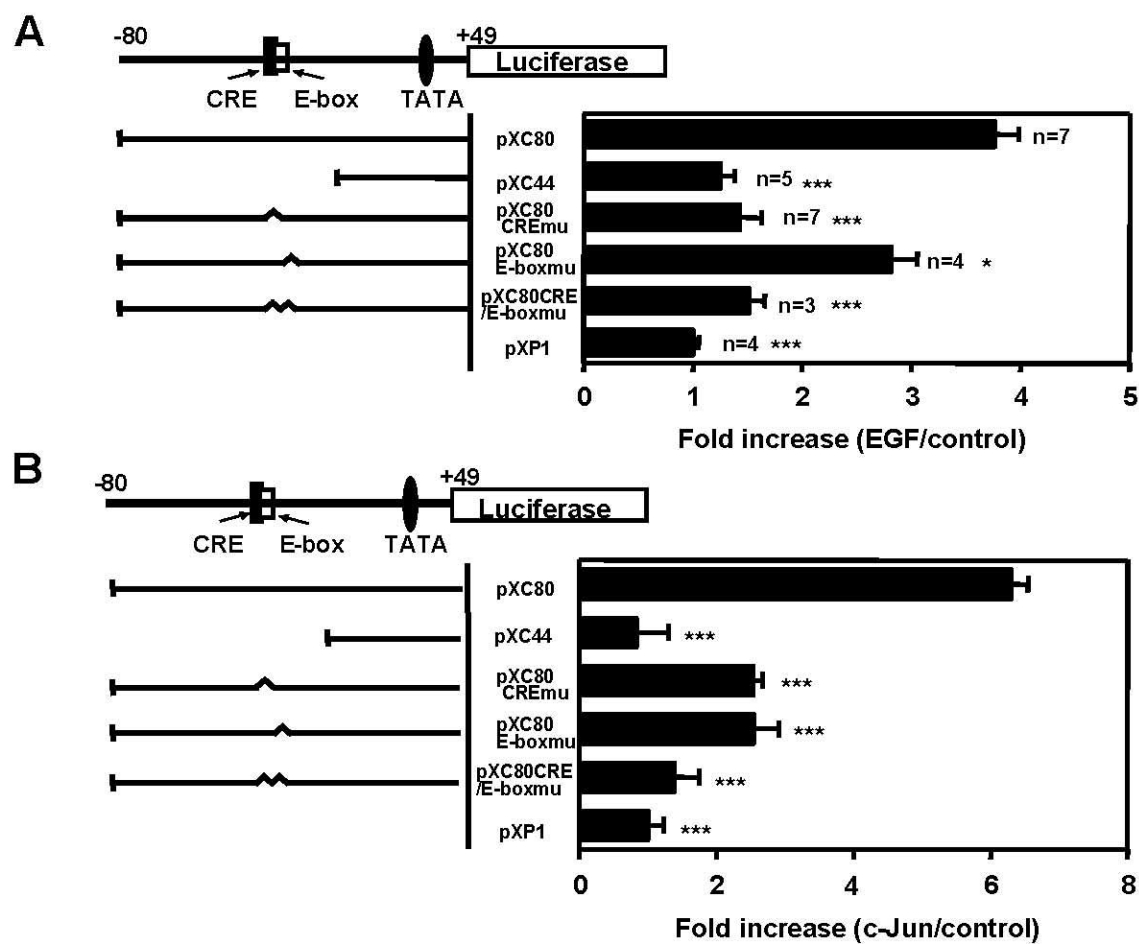 A
-80
+49
Luciferase
CRE
E-box
TATA
pXC80
n=7
pXC44
n=5 ***
pXC80
CREmu
n=7 ***
pXC80
E-boxmu
n=4 *
pXC80CRE
/E-boxmu
n=3 ***
pXP1
n=4 ***
0 1 2 3 4 5
Fold increase (EGF/control)
B
-80
+49
Luciferase
CRE
E-box
TATA
pXC80
pXC44
***
pXC80
CREmu
***
pXC80
E-boxmu
***
pXC80CRE
/E-boxmu
***
pXP1
***
0 2 4 6 8
Fold increase (c-Jun/control)